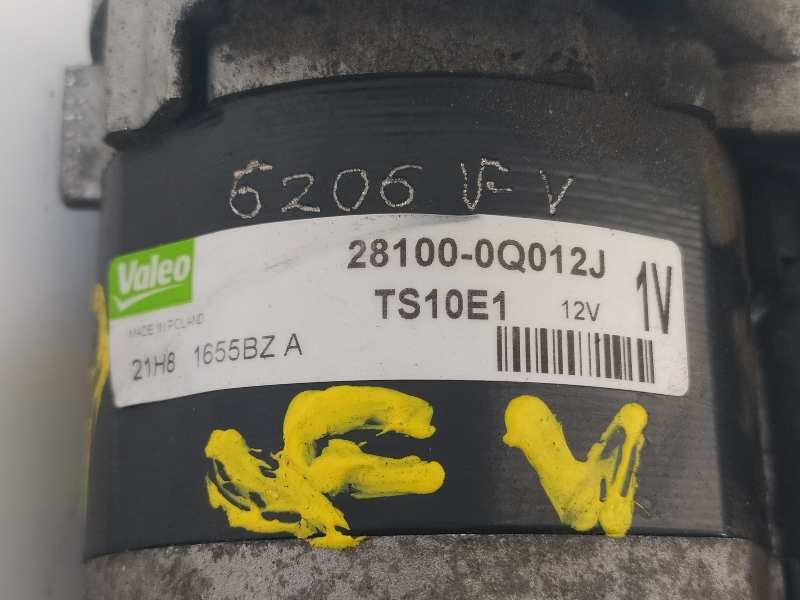 6206 VF V
Valeo
28100-0Q012J
1V
TS10E1 12V
MADE IN POLAND
21H8 1655BZ A
VF V